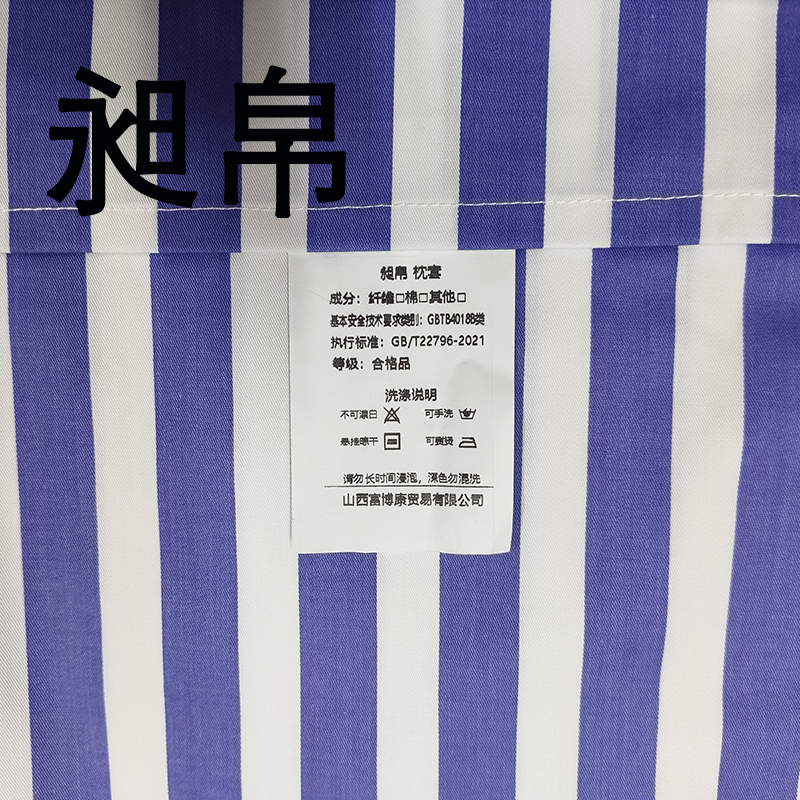 昶帛
昶帛 枕套
成分：纤维□棉□其他□
基本安全技术要求类别：GBTB4018B类
执行标准：GB/T22796-2021
等级：合格品
洗涤说明
不可漂白 可手洗
悬挂晾干 可熨烫
请勿长时间浸泡，深色勿混洗
山西富博康贸易有限公司